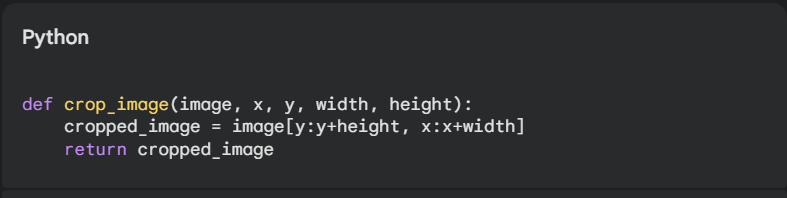 Python
def crop_image(image, x, y, width, height):
    cropped_image = image[y:y+height, x:x+width]
    return cropped_image